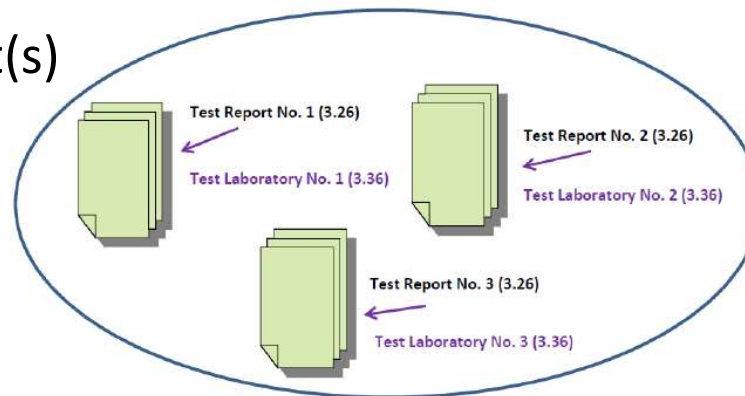 t(s)
Test Report No. 1 (3.26)
Test Laboratory No. 1 (3.36)
Test Report No. 2 (3.26)
Test Laboratory No. 2 (3.36)
Test Report No. 3 (3.26)
Test Laboratory No. 3 (3.36)